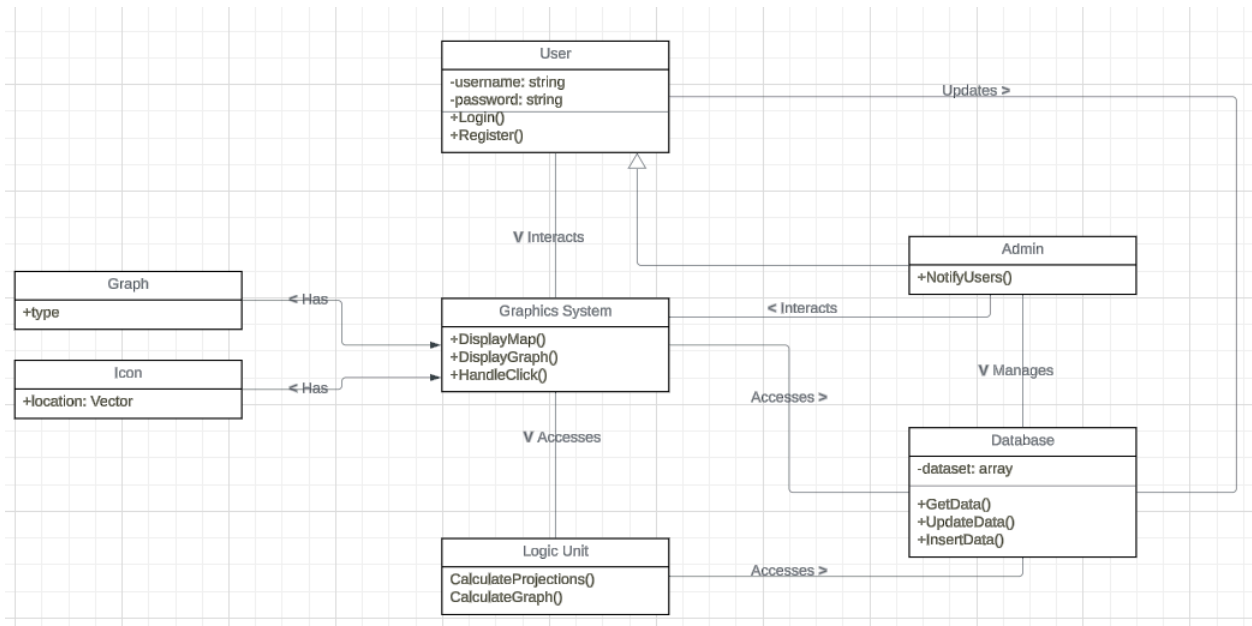 User
-username: string
-password: string
+Login()
+Register()
Updates >
V Interacts
Admin
+NotifyUsers()
Graph
+type
< Has
Graphics System
+DisplayMap()
+DisplayGraph()
+HandleClick()
< Interacts
Icon
+location: Vector
< Has
V Manages
Accesses >
V Accesses
Database
-dataset: array
+GetData()
+UpdateData()
+InsertData()
Logic Unit
CalculateProjections()
CalculateGraph()
Accesses >